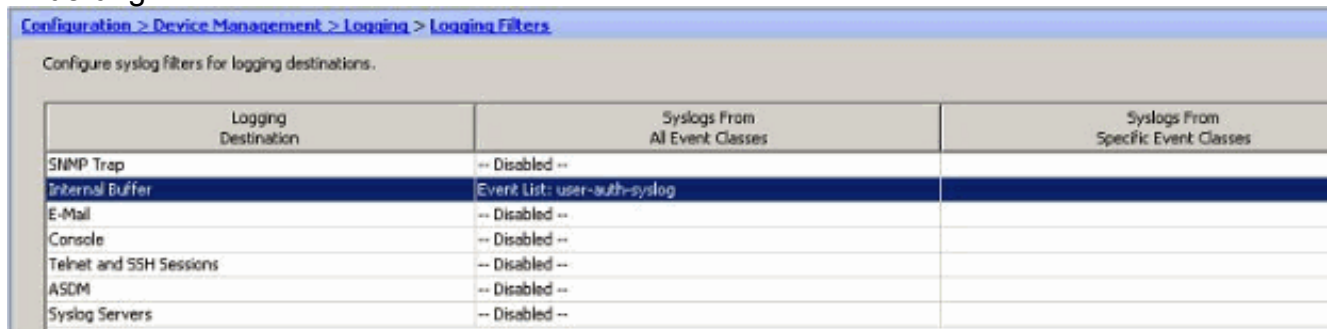 Configuration > Device Management > Logging > Logging Filters
Configure syslog filters for logging destinations.
Logging Destination Syslogs From All Event Classes Syslogs From Specific Event Classes
SNMP Trap -- Disabled --
Internal Buffer Event List: user-auth-syslog
E-Mail -- Disabled --
Console -- Disabled --
Telnet and SSH Sessions -- Disabled --
ASDM -- Disabled --
Syslog Servers -- Disabled --